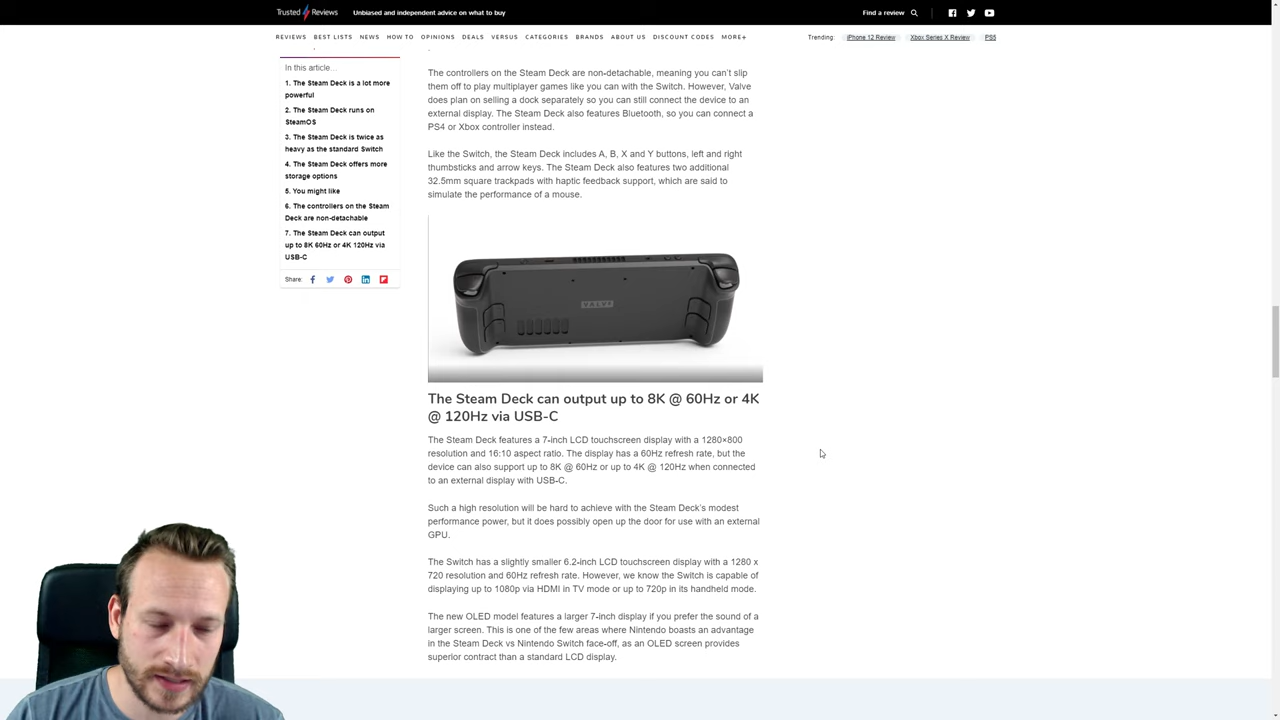 Trusted Reviews
Unbiased and independent advice on what to buy
Find a review
REVIEWS BEST LISTS NEWS HOW TO OPINIONS DEALS VERSUS CATEGORIES BRANDS ABOUT US DISCOUNT CODES MORE+
Trending: iPhone 12 Review Xbox Series X Review PS5
In this article...
1. The Steam Deck is a lot more
powerful
2. The Steam Deck runs on
SteamOS
3. The Steam Deck is twice as
heavy as the standard Switch
4. The Steam Deck offers more
storage options
5. You might like
6. The controllers on the Steam
Deck are non-detachable
7. The Steam Deck can output
up to 8K 60Hz or 4K 120Hz via
USB-C
Share:
The controllers on the Steam Deck are non-detachable, meaning you can't slip
them off to play multiplayer games like you can with the Switch. However, Valve
does plan on selling a dock separately so you can still connect the device to an
external display. The Steam Deck also features Bluetooth, so you can connect a
PS4 or Xbox controller instead.
Like the Switch, the Steam Deck includes A, B, X and Y buttons, left and right
thumbsticks and arrow keys. The Steam Deck also features two additional
32.5mm square trackpads with haptic feedback support, which are said to
simulate the performance of a mouse.
VALVE
The Steam Deck can output up to 8K @ 60Hz or 4K
@ 120Hz via USB-C
The Steam Deck features a 7-inch LCD touchscreen display with a 1280×800
resolution and 16:10 aspect ratio. The display has a 60Hz refresh rate, but the
device can also support up to 8K @ 60Hz or up to 4K @ 120Hz when connected
to an external display with USB-C.
Such a high resolution will be hard to achieve with the Steam Deck's modest
performance power, but it does possibly open up the door for use with an external
GPU.
The Switch has a slightly smaller 6.2-inch LCD touchscreen display with a 1280 x
720 resolution and 60Hz refresh rate. However, we know the Switch is capable of
displaying up to 1080p via HDMI in TV mode or up to 720p in its handheld mode.
The new OLED model features a larger 7-inch display if you prefer the sound of a
larger screen. This is one of the few areas where Nintendo boasts an advantage
in the Steam Deck vs Nintendo Switch face-off, as an OLED screen provides
superior contract than a standard LCD display.